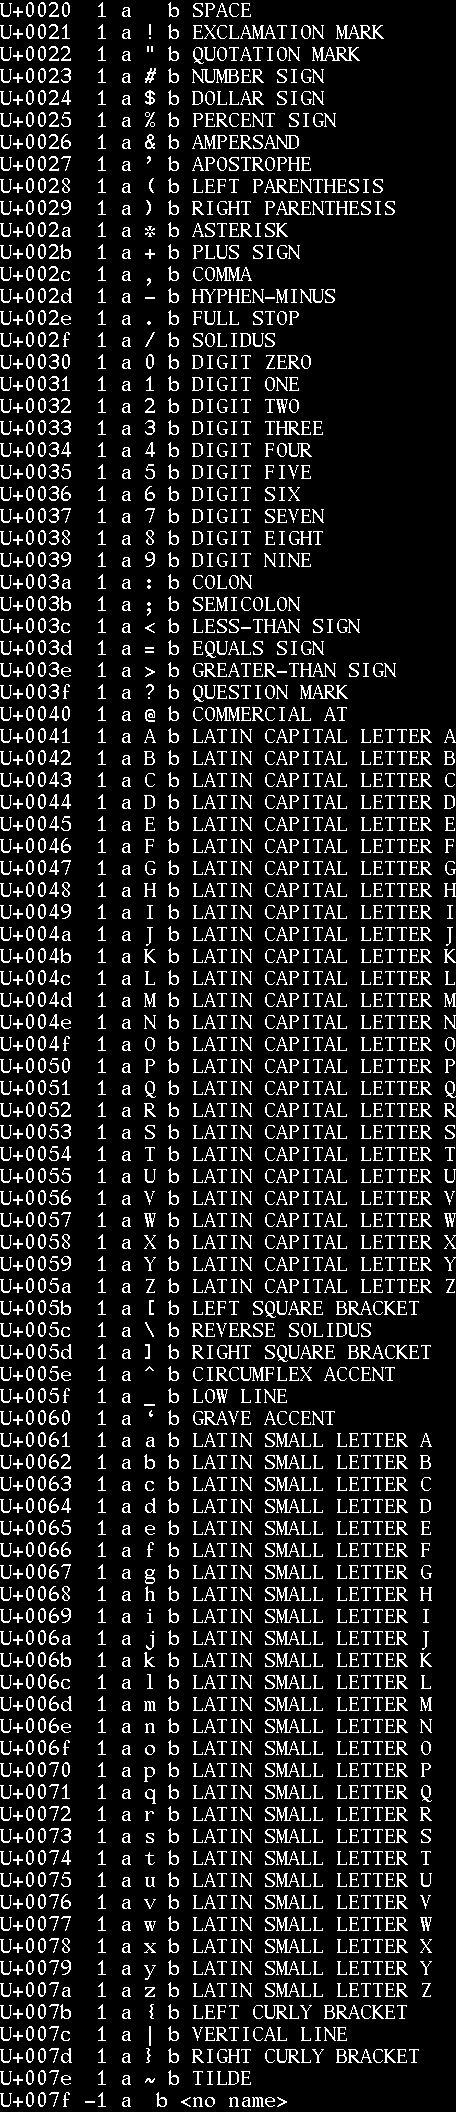 U+0020  1 a   b SPACE
U+0021  1 a ! b EXCLAMATION MARK
U+0022  1 a " b QUOTATION MARK
U+0023  1 a # b NUMBER SIGN
U+0024  1 a $ b DOLLAR SIGN
U+0025  1 a % b PERCENT SIGN
U+0026  1 a & b AMPERSAND
U+0027  1 a ' b APOSTROPHE
U+0028  1 a ( b LEFT PARENTHESIS
U+0029  1 a ) b RIGHT PARENTHESIS
U+002a  1 a * b ASTERISK
U+002b  1 a + b PLUS SIGN
U+002c  1 a , b COMMA
U+002d  1 a - b HYPHEN-MINUS
U+002e  1 a . b FULL STOP
U+002f  1 a / b SOLIDUS
U+0030  1 a 0 b DIGIT ZERO
U+0031  1 a 1 b DIGIT ONE
U+0032  1 a 2 b DIGIT TWO
U+0033  1 a 3 b DIGIT THREE
U+0034  1 a 4 b DIGIT FOUR
U+0035  1 a 5 b DIGIT FIVE
U+0036  1 a 6 b DIGIT SIX
U+0037  1 a 7 b DIGIT SEVEN
U+0038  1 a 8 b DIGIT EIGHT
U+0039  1 a 9 b DIGIT NINE
U+003a  1 a : b COLON
U+003b  1 a ; b SEMICOLON
U+003c  1 a < b LESS-THAN SIGN
U+003d  1 a = b EQUALS SIGN
U+003e  1 a > b GREATER-THAN SIGN
U+003f  1 a ? b QUESTION MARK
U+0040  1 a @ b COMMERCIAL AT
U+0041  1 a A b LATIN CAPITAL LETTER A
U+0042  1 a B b LATIN CAPITAL LETTER B
U+0043  1 a C b LATIN CAPITAL LETTER C
U+0044  1 a D b LATIN CAPITAL LETTER D
U+0045  1 a E b LATIN CAPITAL LETTER E
U+0046  1 a F b LATIN CAPITAL LETTER F
U+0047  1 a G b LATIN CAPITAL LETTER G
U+0048  1 a H b LATIN CAPITAL LETTER H
U+0049  1 a I b LATIN CAPITAL LETTER I
U+004a  1 a J b LATIN CAPITAL LETTER J
U+004b  1 a K b LATIN CAPITAL LETTER K
U+004c  1 a L b LATIN CAPITAL LETTER L
U+004d  1 a M b LATIN CAPITAL LETTER M
U+004e  1 a N b LATIN CAPITAL LETTER N
U+004f  1 a O b LATIN CAPITAL LETTER O
U+0050  1 a P b LATIN CAPITAL LETTER P
U+0051  1 a Q b LATIN CAPITAL LETTER Q
U+0052  1 a R b LATIN CAPITAL LETTER R
U+0053  1 a S b LATIN CAPITAL LETTER S
U+0054  1 a T b LATIN CAPITAL LETTER T
U+0055  1 a U b LATIN CAPITAL LETTER U
U+0056  1 a V b LATIN CAPITAL LETTER V
U+0057  1 a W b LATIN CAPITAL LETTER W
U+0058  1 a X b LATIN CAPITAL LETTER X
U+0059  1 a Y b LATIN CAPITAL LETTER Y
U+005a  1 a Z b LATIN CAPITAL LETTER Z
U+005b  1 a [ b LEFT SQUARE BRACKET
U+005c  1 a \ b REVERSE SOLIDUS
U+005d  1 a ] b RIGHT SQUARE BRACKET
U+005e  1 a ^ b CIRCUMFLEX ACCENT
U+005f  1 a _ b LOW LINE
U+0060  1 a ` b GRAVE ACCENT
U+0061  1 a a b LATIN SMALL LETTER A
U+0062  1 a b b LATIN SMALL LETTER B
U+0063  1 a c b LATIN SMALL LETTER C
U+0064  1 a d b LATIN SMALL LETTER D
U+0065  1 a e b LATIN SMALL LETTER E
U+0066  1 a f b LATIN SMALL LETTER F
U+0067  1 a g b LATIN SMALL LETTER G
U+0068  1 a h b LATIN SMALL LETTER H
U+0069  1 a i b LATIN SMALL LETTER I
U+006a  1 a j b LATIN SMALL LETTER J
U+006b  1 a k b LATIN SMALL LETTER K
U+006c  1 a l b LATIN SMALL LETTER L
U+006d  1 a m b LATIN SMALL LETTER M
U+006e  1 a n b LATIN SMALL LETTER N
U+006f  1 a o b LATIN SMALL LETTER O
U+0070  1 a p b LATIN SMALL LETTER P
U+0071  1 a q b LATIN SMALL LETTER Q
U+0072  1 a r b LATIN SMALL LETTER R
U+0073  1 a s b LATIN SMALL LETTER S
U+0074  1 a t b LATIN SMALL LETTER T
U+0075  1 a u b LATIN SMALL LETTER U
U+0076  1 a v b LATIN SMALL LETTER V
U+0077  1 a w b LATIN SMALL LETTER W
U+0078  1 a x b LATIN SMALL LETTER X
U+0079  1 a y b LATIN SMALL LETTER Y
U+007a  1 a z b LATIN SMALL LETTER Z
U+007b  1 a { b LEFT CURLY BRACKET
U+007c  1 a | b VERTICAL LINE
U+007d  1 a } b RIGHT CURLY BRACKET
U+007e  1 a ~ b TILDE
U+007f -1 a  b <no name>